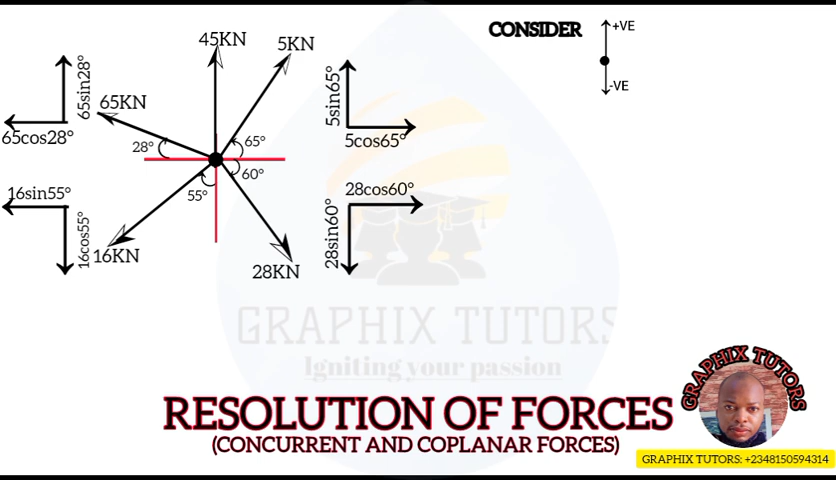 CONSIDER
+VE
-VE
45KN
5KN
65KN
28°
65°
60°
55°
16KN
28KN
65sin28°
65cos28°
16sin55°
16cos55°
5sin65°
5cos65°
28cos60°
28sin60°
GRAPHIX TUTORS
Igniting your passion
RESOLUTION OF FORCES
(CONCURRENT AND COPLANAR FORCES)
GRAPHIX TUTORS
GRAPHIX TUTORS: +2348150594314